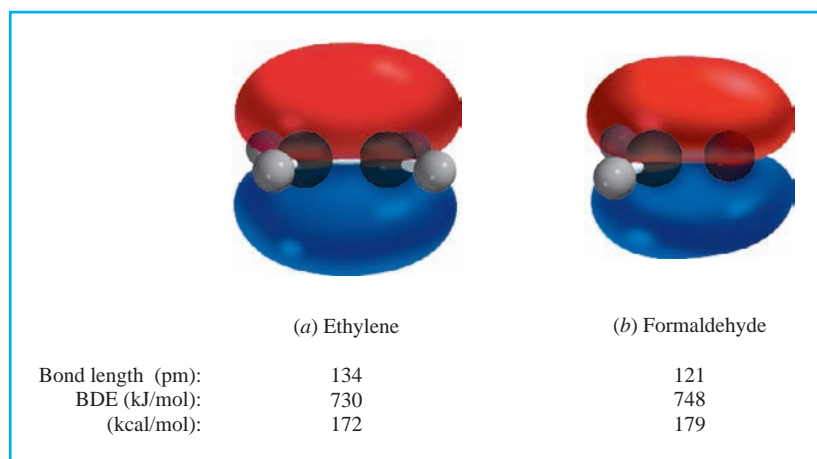 (a) Ethylene (b) Formaldehyde
Bond length (pm): 134 121
BDE (kJ/mol): 730 748
(kcal/mol): 172 179